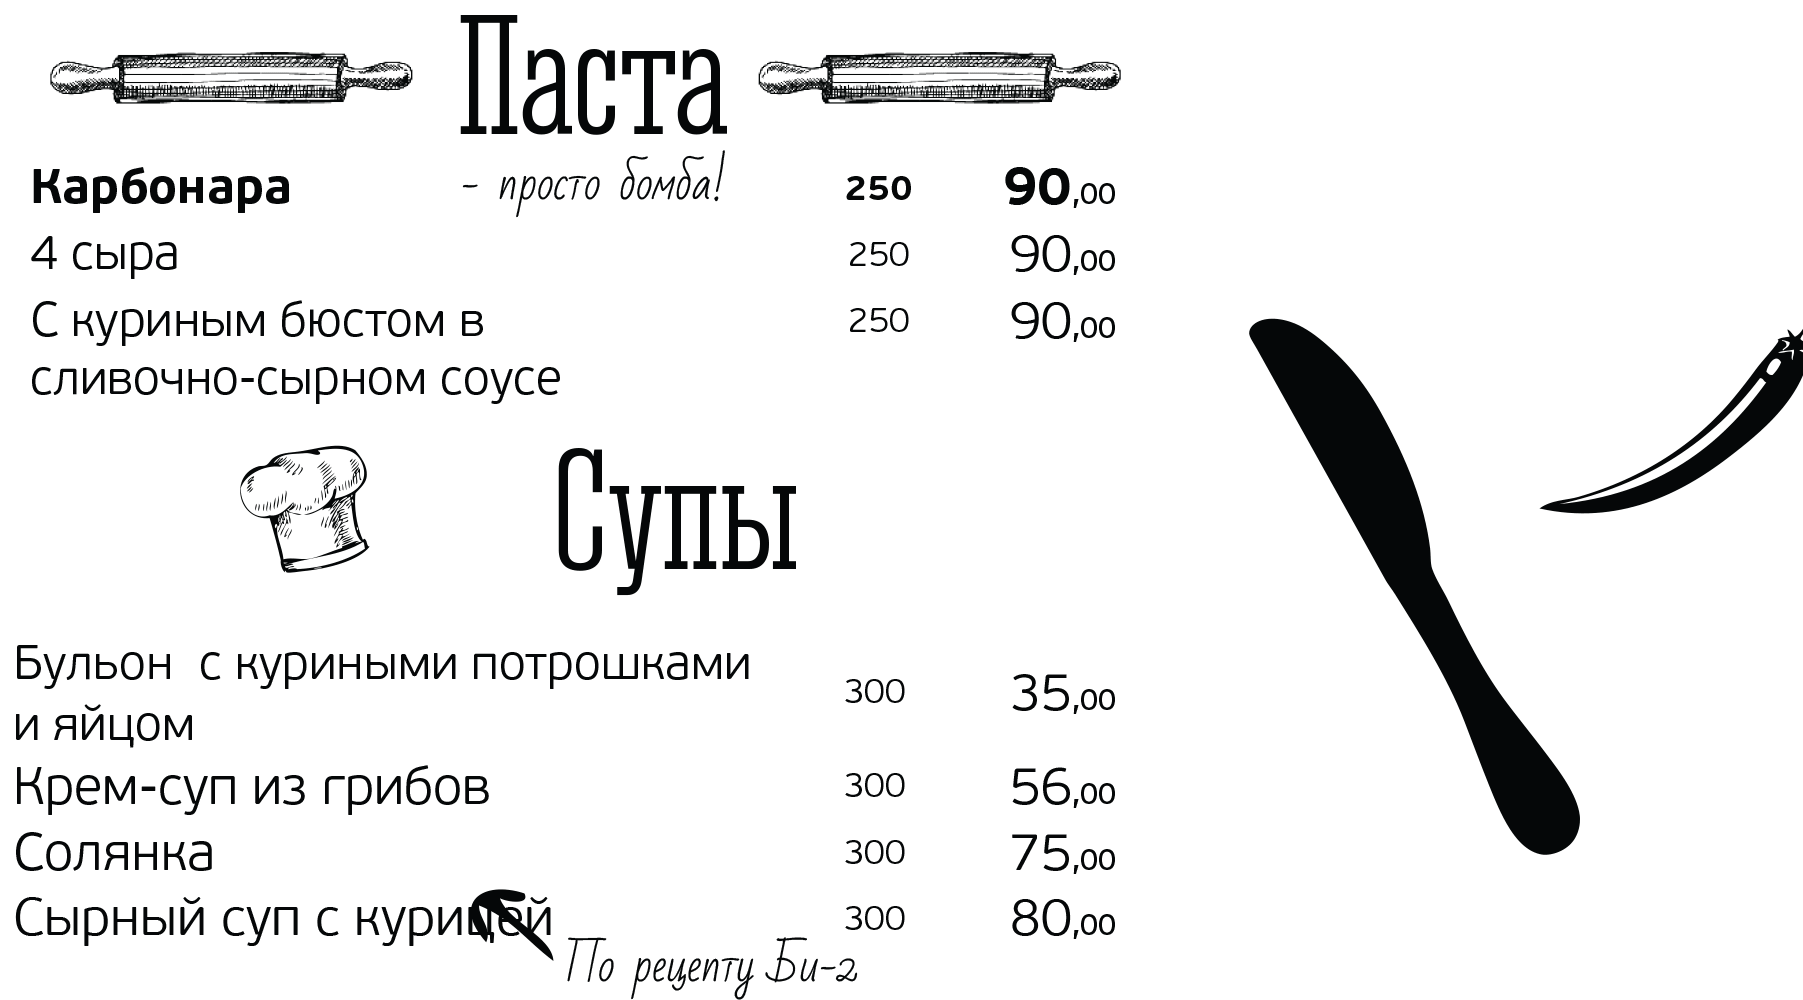 Паста
Карбонара - просто бомба! 250 90,00
4 сыра 250 90,00
С куриным бюстом в 250 90,00
сливочно-сырном соусе
Супы
Бульон с куриными потрошками
и яйцом 300 35,00
Крем-суп из грибов 300 56,00
Солянка 300 75,00
Сырный суп с курицей 300 80,00
По рецепту Би-2